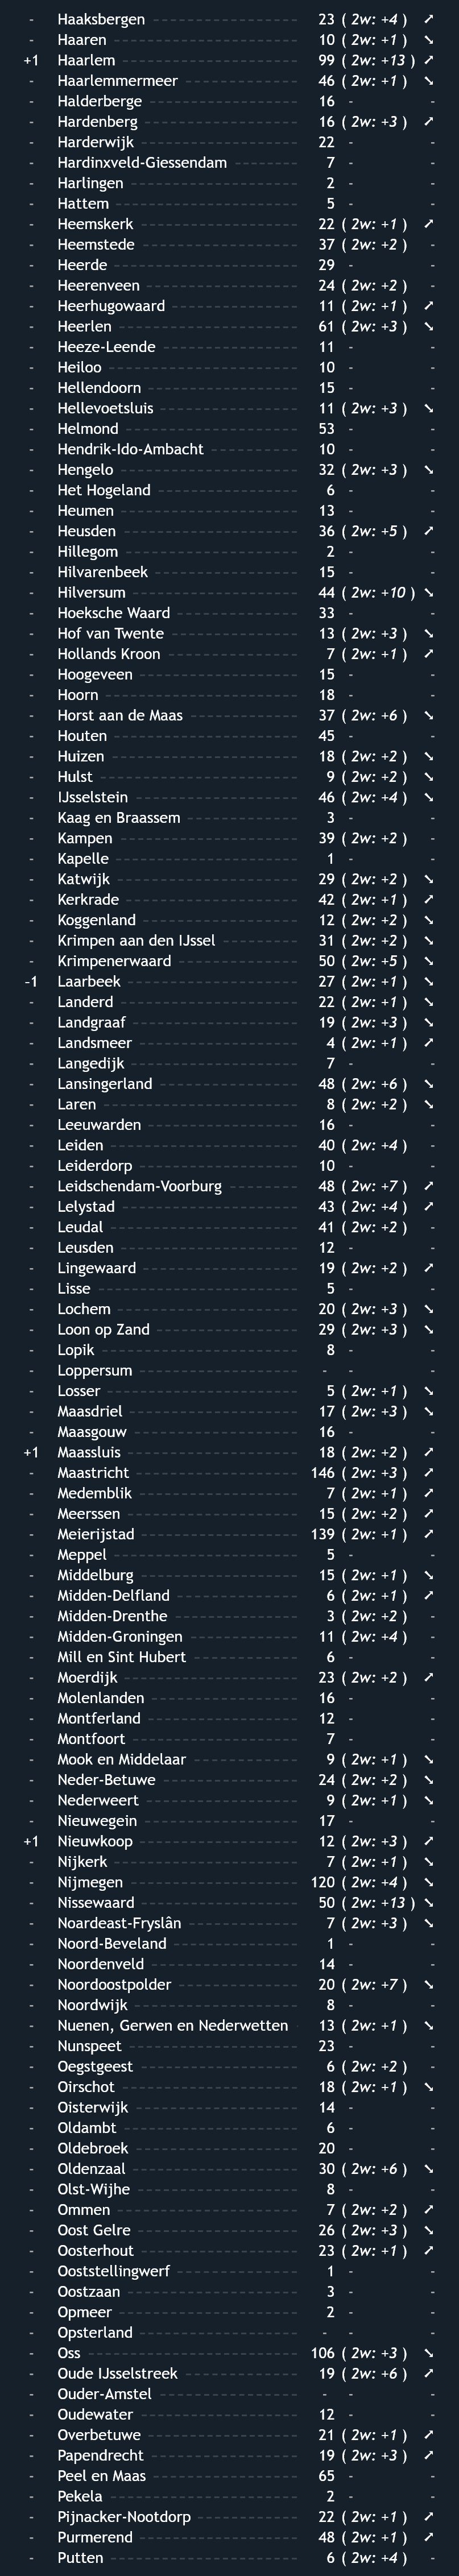 - Haaksbergen 23 ( 2w: +4 ) ➚
- Haaren 10 ( 2w: +1 ) ➘
+1 Haarlem 99 ( 2w: +13 ) ➚
- Haarlemmermeer 46 ( 2w: +1 ) ➘
- Halderberge 16 - -
- Hardenberg 16 ( 2w: +3 ) ➚
- Harderwijk 22 - -
- Hardinxveld-Giessendam 7 - -
- Harlingen 2 - -
- Hattem 5 - -
- Heemskerk 22 ( 2w: +1 ) ➚
- Heemstede 37 ( 2w: +2 ) -
- Heerde 29 - -
- Heerenveen 24 ( 2w: +2 ) -
- Heerhugowaard 11 ( 2w: +1 ) ➚
- Heerlen 61 ( 2w: +3 ) ➘
- Heeze-Leende 11 - -
- Heiloo 10 - -
- Hellendoorn 15 - -
- Hellevoetsluis 11 ( 2w: +3 ) ➘
- Helmond 53 - -
- Hendrik-Ido-Ambacht 10 - -
- Hengelo 32 ( 2w: +3 ) ➘
- Het Hogeland 6 - -
- Heumen 13 - -
- Heusden 36 ( 2w: +5 ) ➚
- Hillegom 2 - -
- Hilvarenbeek 15 - -
- Hilversum 44 ( 2w: +10 ) ➘
- Hoeksche Waard 33 - -
- Hof van Twente 13 ( 2w: +3 ) ➘
- Hollands Kroon 7 ( 2w: +1 ) ➚
- Hoogeveen 15 - -
- Hoorn 18 - -
- Horst aan de Maas 37 ( 2w: +6 ) ➘
- Houten 45 - -
- Huizen 18 ( 2w: +2 ) ➘
- Hulst 9 ( 2w: +2 ) ➘
- IJsselstein 46 ( 2w: +4 ) ➘
- Kaag en Braassem 3 - -
- Kampen 39 ( 2w: +2 ) -
- Kapelle 1 - -
- Katwijk 29 ( 2w: +2 ) ➘
- Kerkrade 42 ( 2w: +1 ) ➚
- Koggenland 12 ( 2w: +2 ) ➘
- Krimpen aan den IJssel 31 ( 2w: +2 ) ➘
- Krimpenerwaard 50 ( 2w: +5 ) ➘
-1 Laarbeek 27 ( 2w: +1 ) ➘
- Landerd 22 ( 2w: +1 ) ➘
- Landgraaf 19 ( 2w: +3 ) ➘
- Landsmeer 4 ( 2w: +1 ) ➚
- Langedijk 7 - -
- Lansingerland 48 ( 2w: +6 ) ➘
- Laren 8 ( 2w: +2 ) ➘
- Leeuwarden 16 - -
- Leiden 40 ( 2w: +4 ) -
- Leiderdorp 10 - -
- Leidschendam-Voorburg 48 ( 2w: +7 ) ➚
- Lelystad 43 ( 2w: +4 ) ➚
- Leudal 41 ( 2w: +2 ) -
- Leusden 12 - -
- Lingewaard 19 ( 2w: +2 ) ➚
- Lisse 5 - -
- Lochem 20 ( 2w: +3 ) ➘
- Loon op Zand 29 ( 2w: +3 ) ➘
- Lopik 8 - -
- Loppersum - - -
- Losser 5 ( 2w: +1 ) ➘
- Maasdriel 17 ( 2w: +3 ) ➘
- Maasgouw 16 - -
+1 Maassluis 18 ( 2w: +2 ) ➚
- Maastricht 146 ( 2w: +3 ) ➚
- Medemblik 7 ( 2w: +1 ) ➚
- Meerssen 15 ( 2w: +2 ) ➚
- Meierijstad 139 ( 2w: +1 ) ➚
- Meppel 5 - -
- Middelburg 15 ( 2w: +1 ) ➘
- Midden-Delfland 6 ( 2w: +1 ) ➚
- Midden-Drenthe 3 ( 2w: +2 ) -
- Midden-Groningen 11 ( 2w: +4 ) -
- Mill en Sint Hubert 6 - -
- Moerdijk 23 ( 2w: +2 ) ➚
- Molenlanden 16 - -
- Montferland 12 - -
- Montfoort 7 - -
- Mook en Middelaar 9 ( 2w: +1 ) ➘
- Neder-Betuwe 24 ( 2w: +2 ) ➘
- Nederweert 9 ( 2w: +1 ) ➘
- Nieuwegein 17 - -
+1 Nieuwkoop 12 ( 2w: +3 ) ➚
- Nijkerk 7 ( 2w: +1 ) ➘
- Nijmegen 120 ( 2w: +4 ) ➘
- Nissewaard 50 ( 2w: +13 ) ➘
- Noardeast-Fryslân 7 ( 2w: +3 ) ➘
- Noord-Beveland 1 - -
- Noordenveld 14 - -
- Noordoostpolder 20 ( 2w: +7 ) ➘
- Noordwijk 8 - -
- Nuenen, Gerwen en Nederwetten 13 ( 2w: +1 ) ➘
- Nunspeet 23 - -
- Oegstgeest 6 ( 2w: +2 ) -
- Oirschot 18 ( 2w: +1 ) ➘
- Oisterwijk 14 - -
- Oldambt 6 - -
- Oldebroek 20 - -
- Oldenzaal 30 ( 2w: +6 ) ➘
- Olst-Wijhe 8 - -
- Ommen 7 ( 2w: +2 ) ➚
- Oost Gelre 26 ( 2w: +3 ) ➘
- Oosterhout 23 ( 2w: +1 ) ➚
- Ooststellingwerf 1 - -
- Oostzaan 3 - -
- Opmeer 2 - -
- Opsterland - - -
- Oss 106 ( 2w: +3 ) ➘
- Oude IJsselstreek 19 ( 2w: +6 ) ➚
- Ouder-Amstel - - -
- Oudewater 12 - -
- Overbetuwe 21 ( 2w: +1 ) ➚
- Papendrecht 19 ( 2w: +3 ) ➚
- Peel en Maas 65 - -
- Pekela 2 - -
- Pijnacker-Nootdorp 22 ( 2w: +1 ) ➚
- Purmerend 48 ( 2w: +1 ) ➚
- Putten 6 ( 2w: +4 ) -